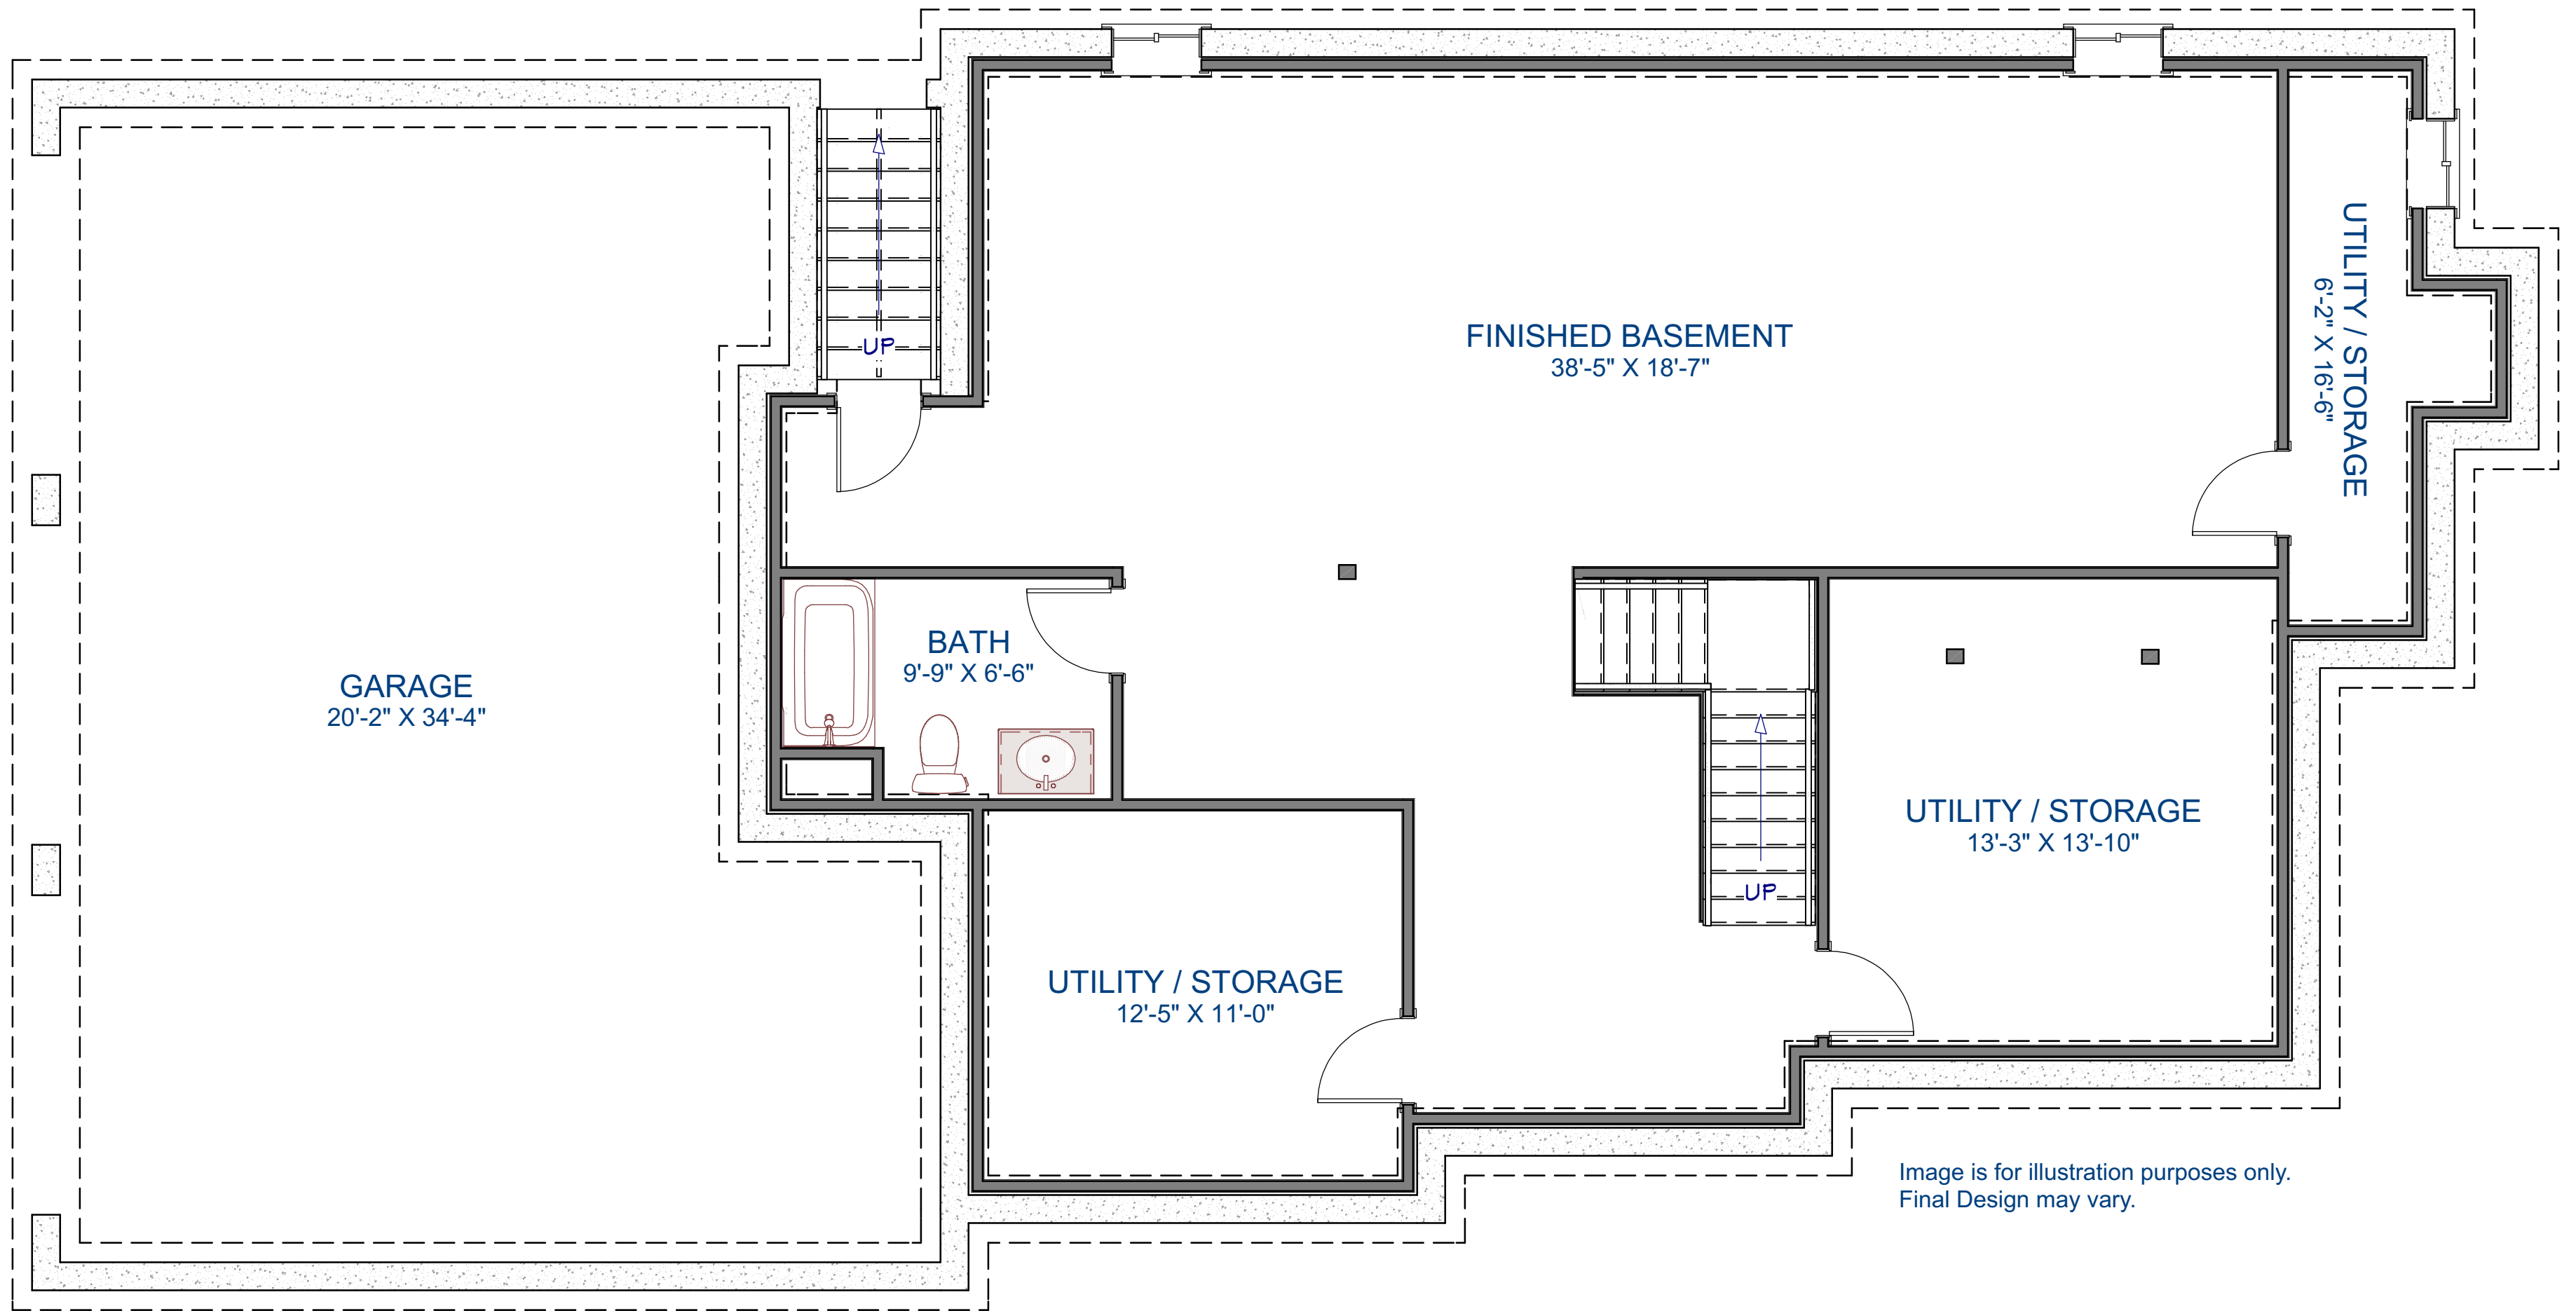 UP
FINISHED BASEMENT
38'-5" X 18'-7"
UTILITY / STORAGE
6'-2" X 16'-6"
GARAGE
20'-2" X 34'-4"
BATH
9'-9" X 6'-6"
UTILITY / STORAGE
13'-3" X 13'-10"
UP
UTILITY / STORAGE
12'-5" X 11'-0"
Image is for illustration purposes only.
Final Design may vary.